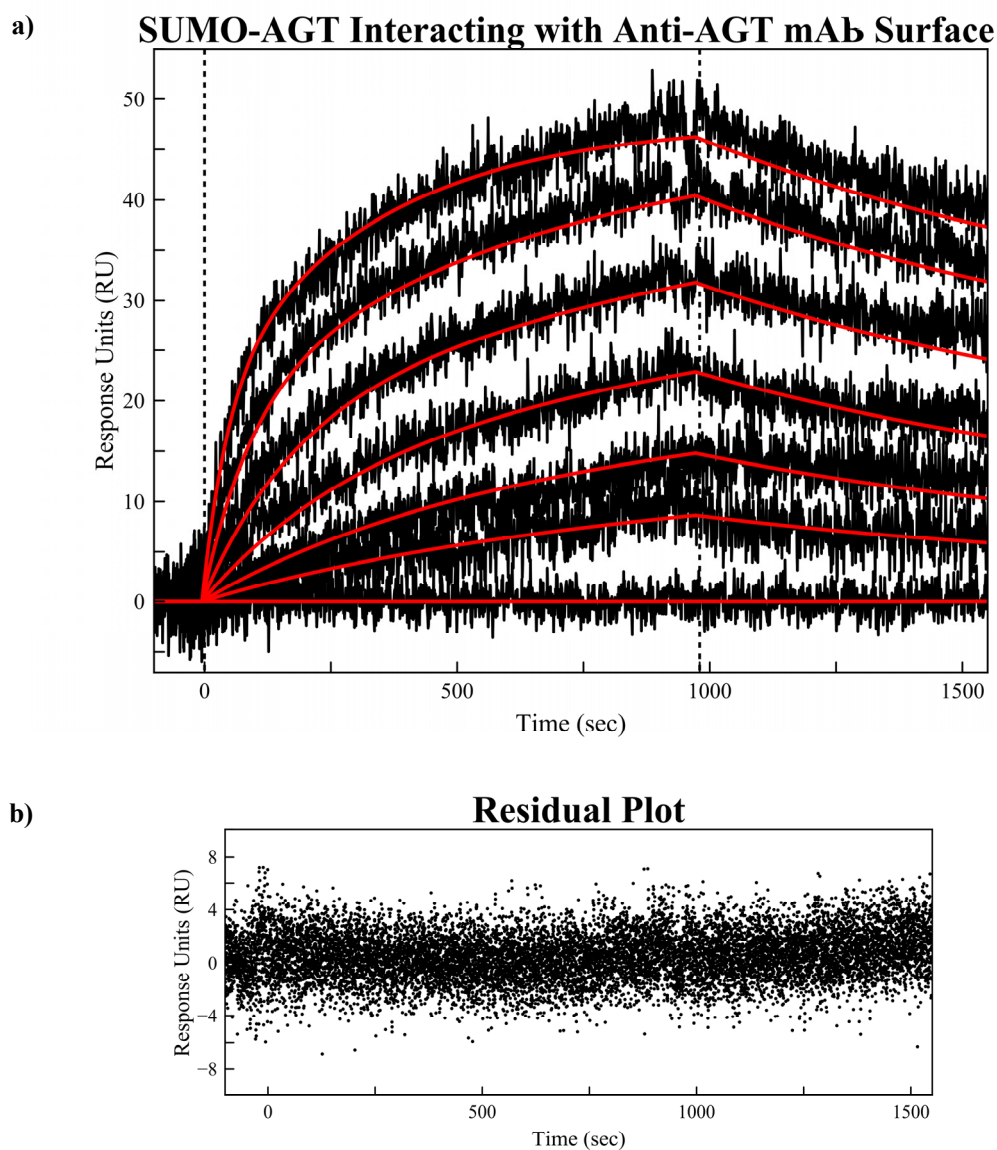 a)
SUMO-AGT Interacting with Anti-AGT mAb Surface
50
40
30
20
10
0
Response Units (RU)
0 500 1000 1500
Time (sec)
b)
Residual Plot
8
4
0
−4
−8
Response Units (RU)
0 500 1000 1500
Time (sec)